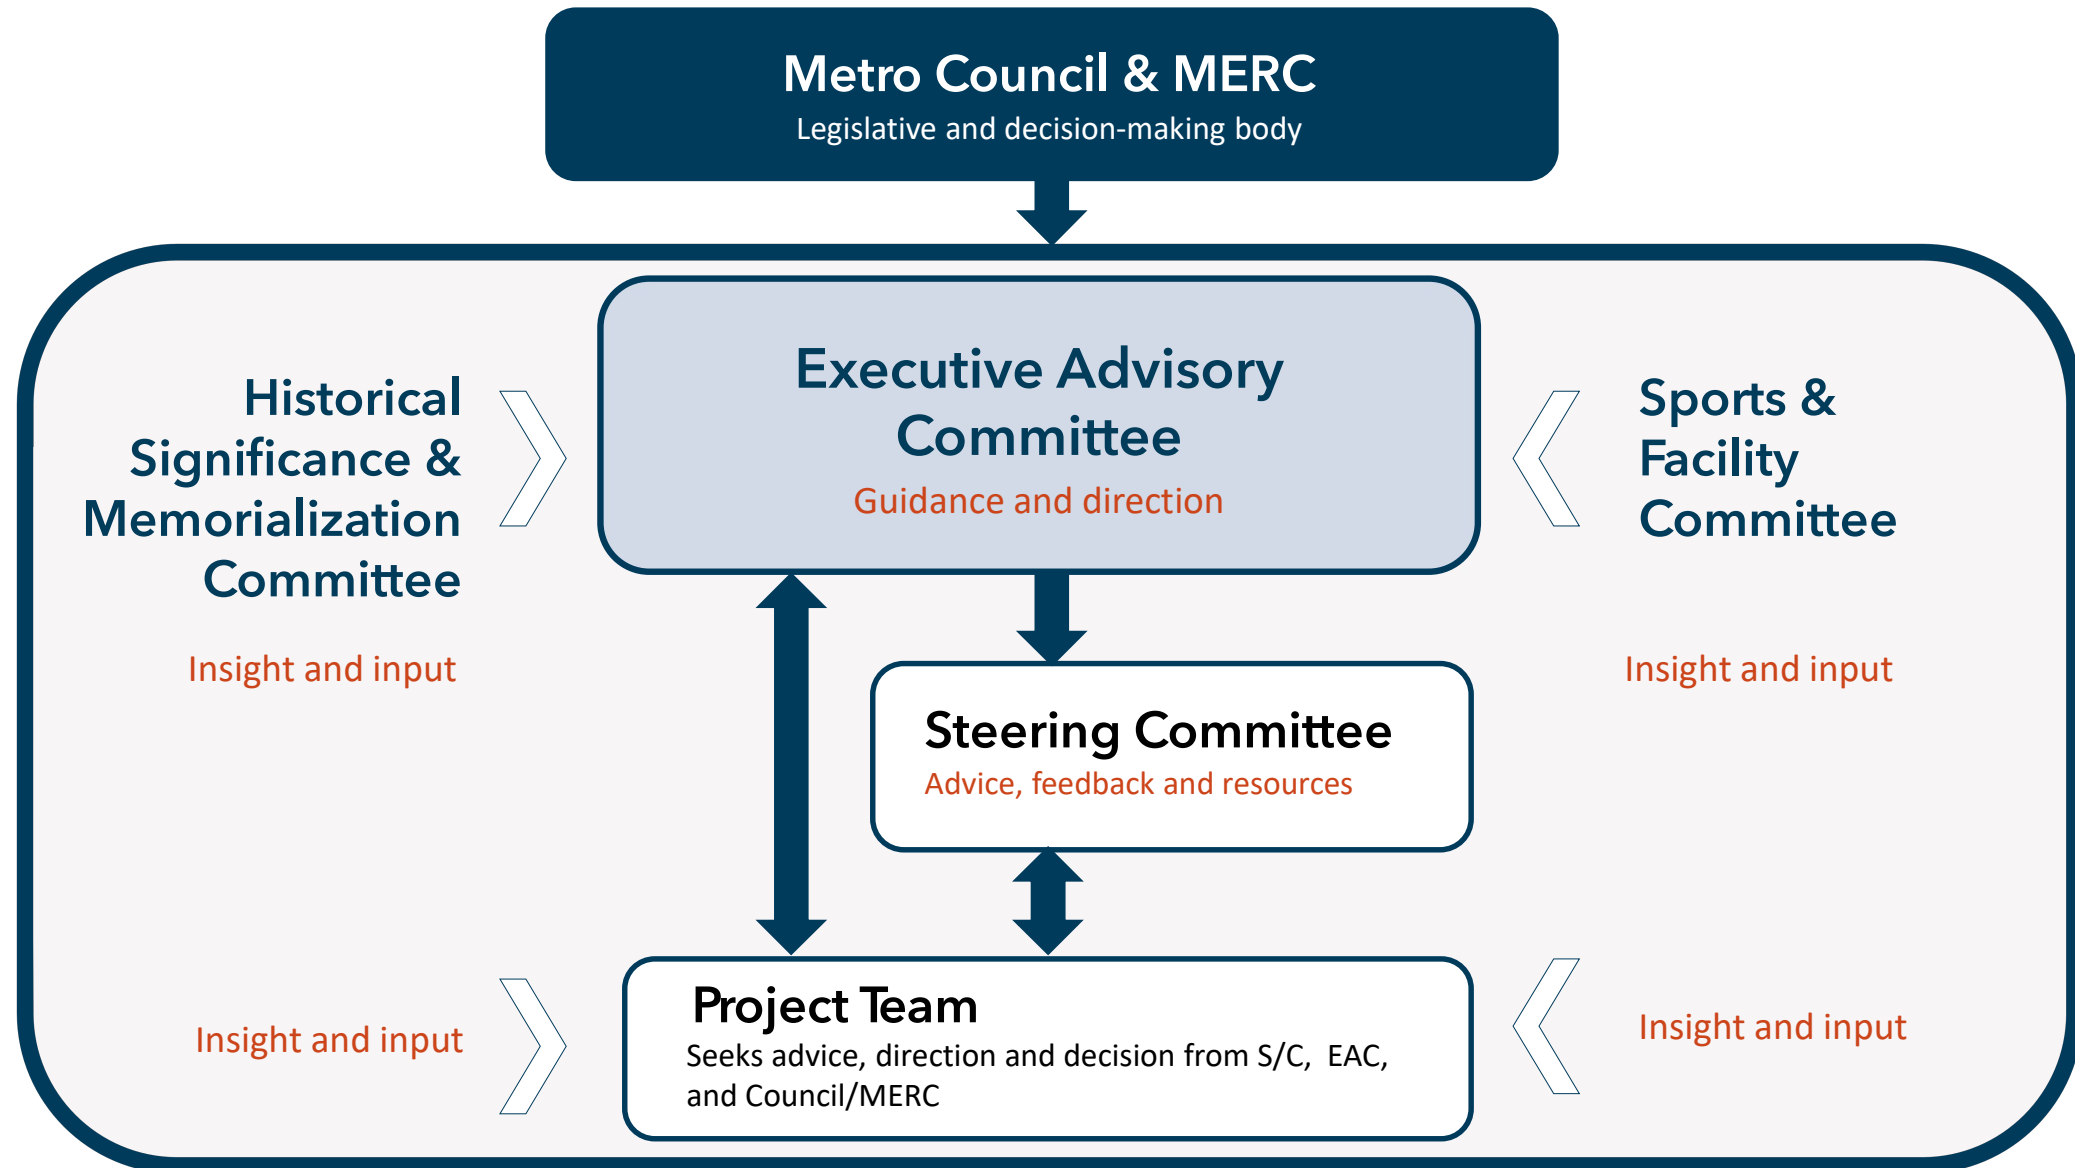 Metro Council & MERC
Legislative and decision-making body
Historical
Significance &
Memorialization
Committee
Insight and input
Executive Advisory
Committee
Guidance and direction
Sports &
Facility
Committee
Insight and input
Steering Committee
Advice, feedback and resources
Insight and input
Project Team
Seeks advice, direction and decision from S/C, EAC,
and Council/MERC
Insight and input